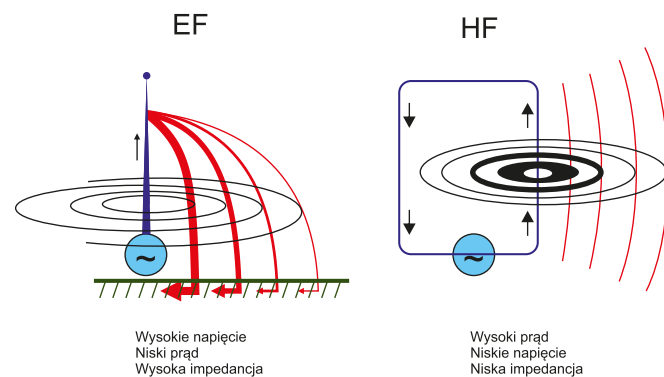 EF
HF
~
~
Wysokie napięcie
Niski prąd
Wysoka impedancja
Wysoki prąd
Niskie napięcie
Niska impedancja